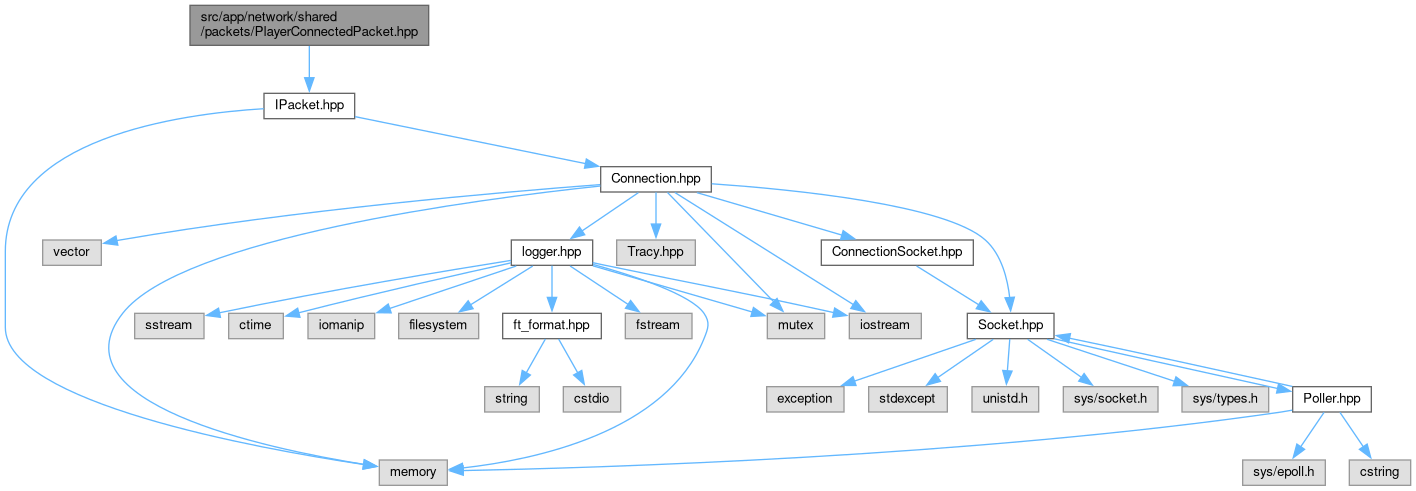 src/app/network/shared
/packets/PlayerConnectedPacket.hpp
IPacket.hpp
Connection.hpp
vector
logger.hpp
Tracy.hpp
ConnectionSocket.hpp
sstream
ctime
iomanip
filesystem
ft_format.hpp
fstream
mutex
iostream
Socket.hpp
string
cstdio
exception
stdexcept
unistd.h
sys/socket.h
sys/types.h
Poller.hpp
memory
sys/epoll.h
cstring